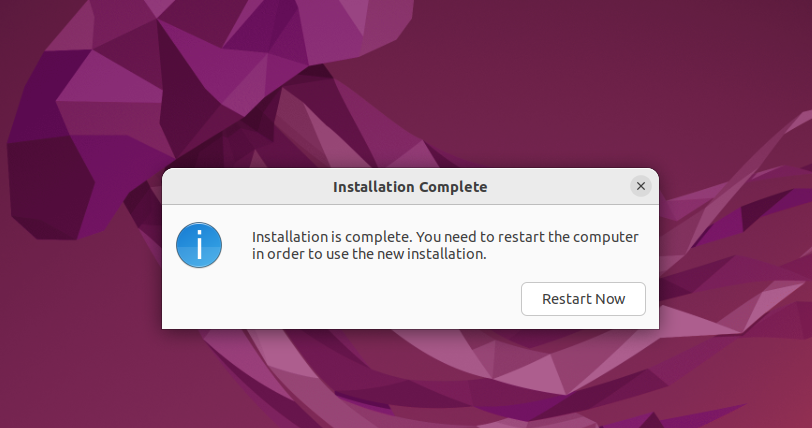 Installation Complete
Installation is complete. You need to restart the computer
in order to use the new installation.
Restart Now